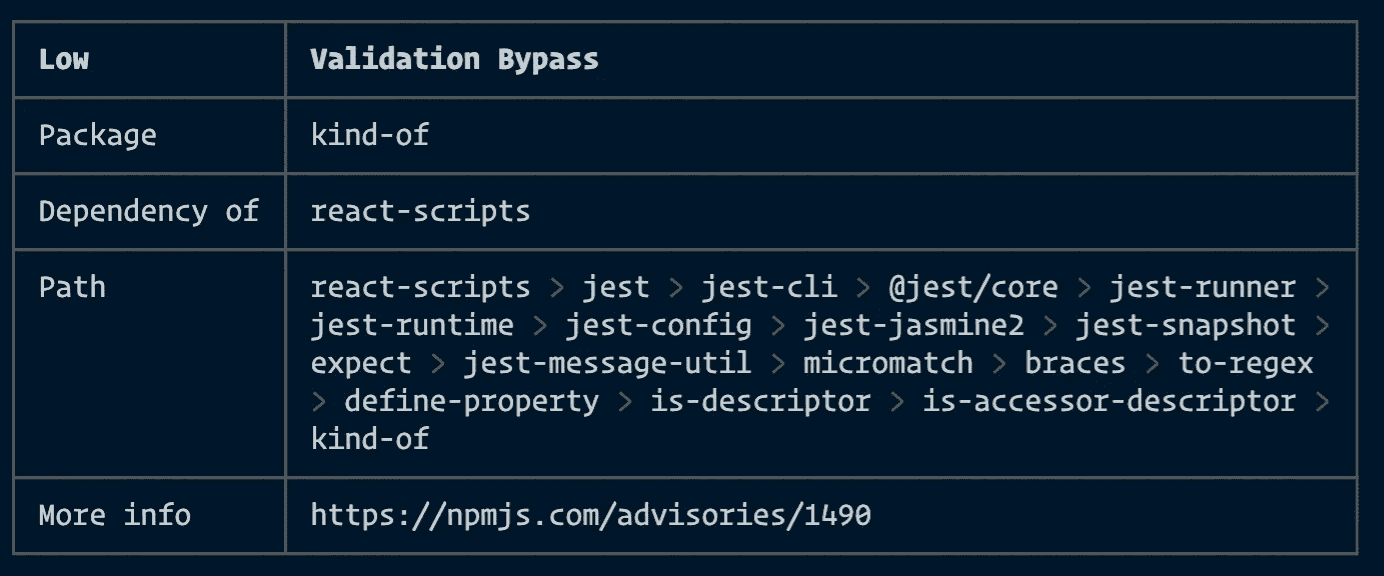 Low Validation Bypass
Package kind-of
Dependency of react-scripts
Path react-scripts > jest > jest-cli > @jest/core > jest-runner >
jest-runtime > jest-config > jest-jasmine2 > jest-snapshot >
expect > jest-message-util > micromatch > braces > to-regex
> define-property > is-descriptor > is-accessor-descriptor >
kind-of
More info https://npmjs.com/advisories/1490